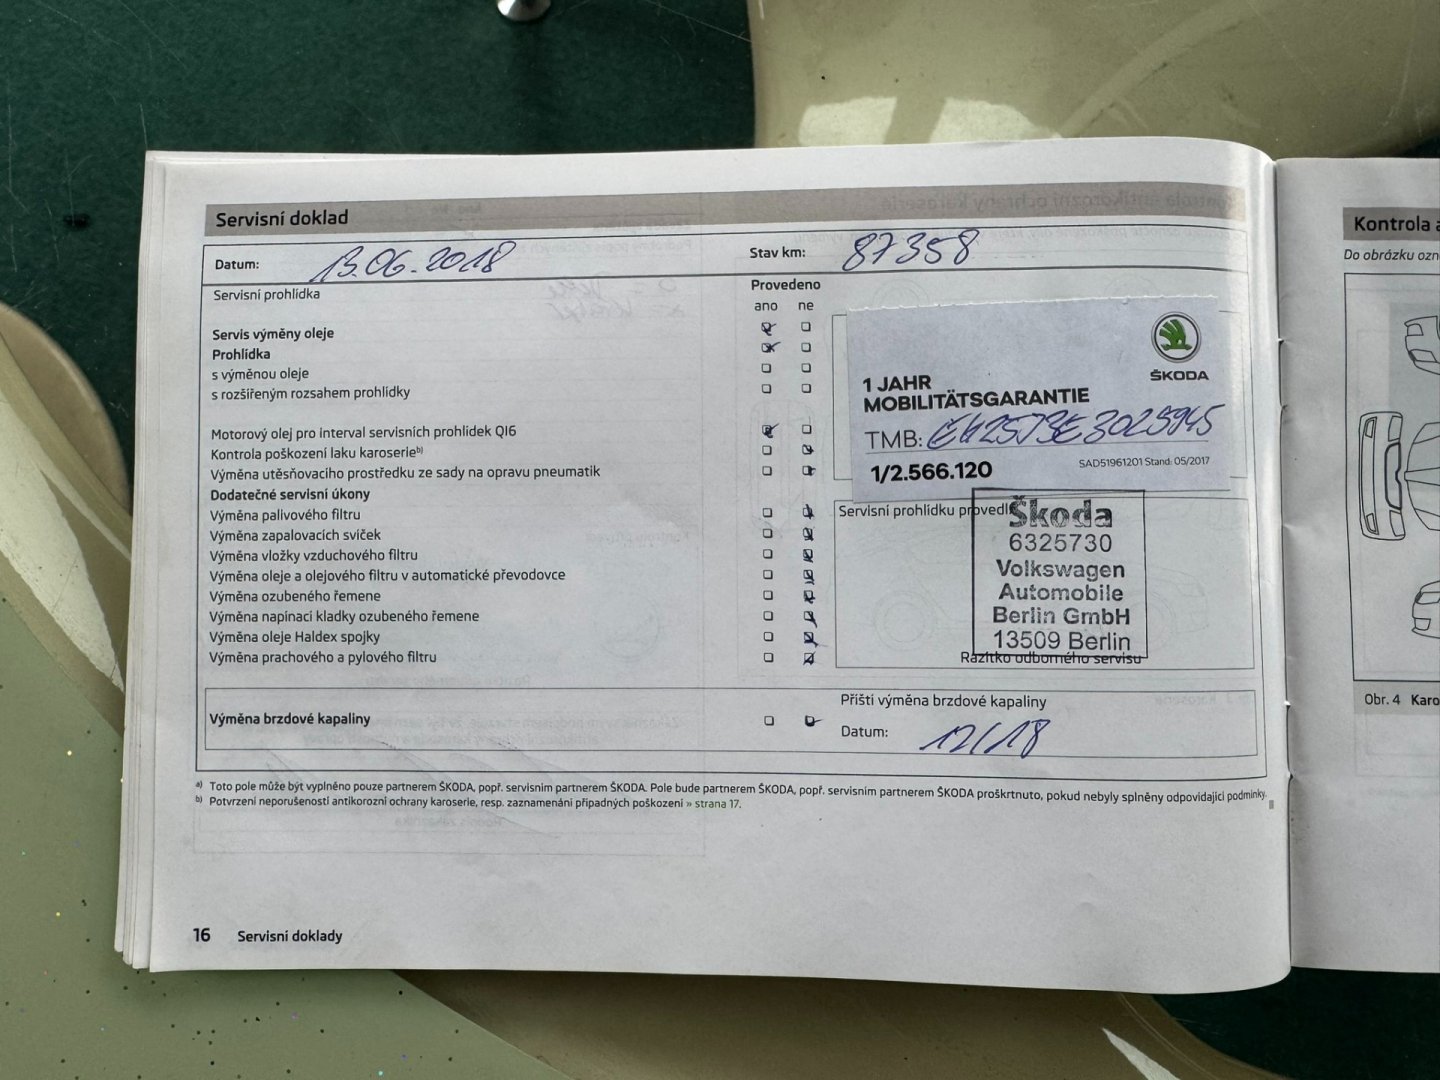 Servisní doklad
Datum: 13.06.2018
Stav km: 87358
Servisní prohlídka
Provedeno
ano ne
Servis výměny oleje
Prohlídka
s výměnou oleje
s rozšířeným rozsahem prohlídky
Motorový olej pro interval servisních prohlídek QI6
Kontrola poškození laku karoserie b)
Výměna utěsňovacího prostředku ze sady na opravu pneumatik
Dodatečné servisní úkony
Výměna palivového filtru
Výměna zapalovacích svíček
Výměna vložky vzduchového filtru
Výměna oleje a olejového filtru v automatické převodovce
Výměna ozubeného řemene
Výměna napínací kladky ozubeného řemene
Výměna oleje Haldex spojky
Výměna prachového a pylového filtru
ŠKODA
1 JAHR
MOBILITÄTSGARANTIE
TMB:
1/2.566.120
SAD51961201 Stand: 05/2017
Servisní prohlídku provedl
Škoda
6325730
Volkswagen
Automobile
Berlin GmbH
13509 Berlin
Razítko odborného servisu
Výměna brzdové kapaliny
Příští výměna brzdové kapaliny
Datum: 12/18
a) Toto pole může být vyplněno pouze partnerem ŠKODA, popř. servisním partnerem ŠKODA. Pole bude partnerem ŠKODA, popř. servisním partnerem ŠKODA proškrtnuto, pokud nebyly splněny odpovídající podmínky.
b) Potvrzení neporušenosti antikorozní ochrany karoserie, resp. zaznamenání případných poškození » strana 17.
16 Servisní doklady
Kontrola
Do obrázku
Obr. 4